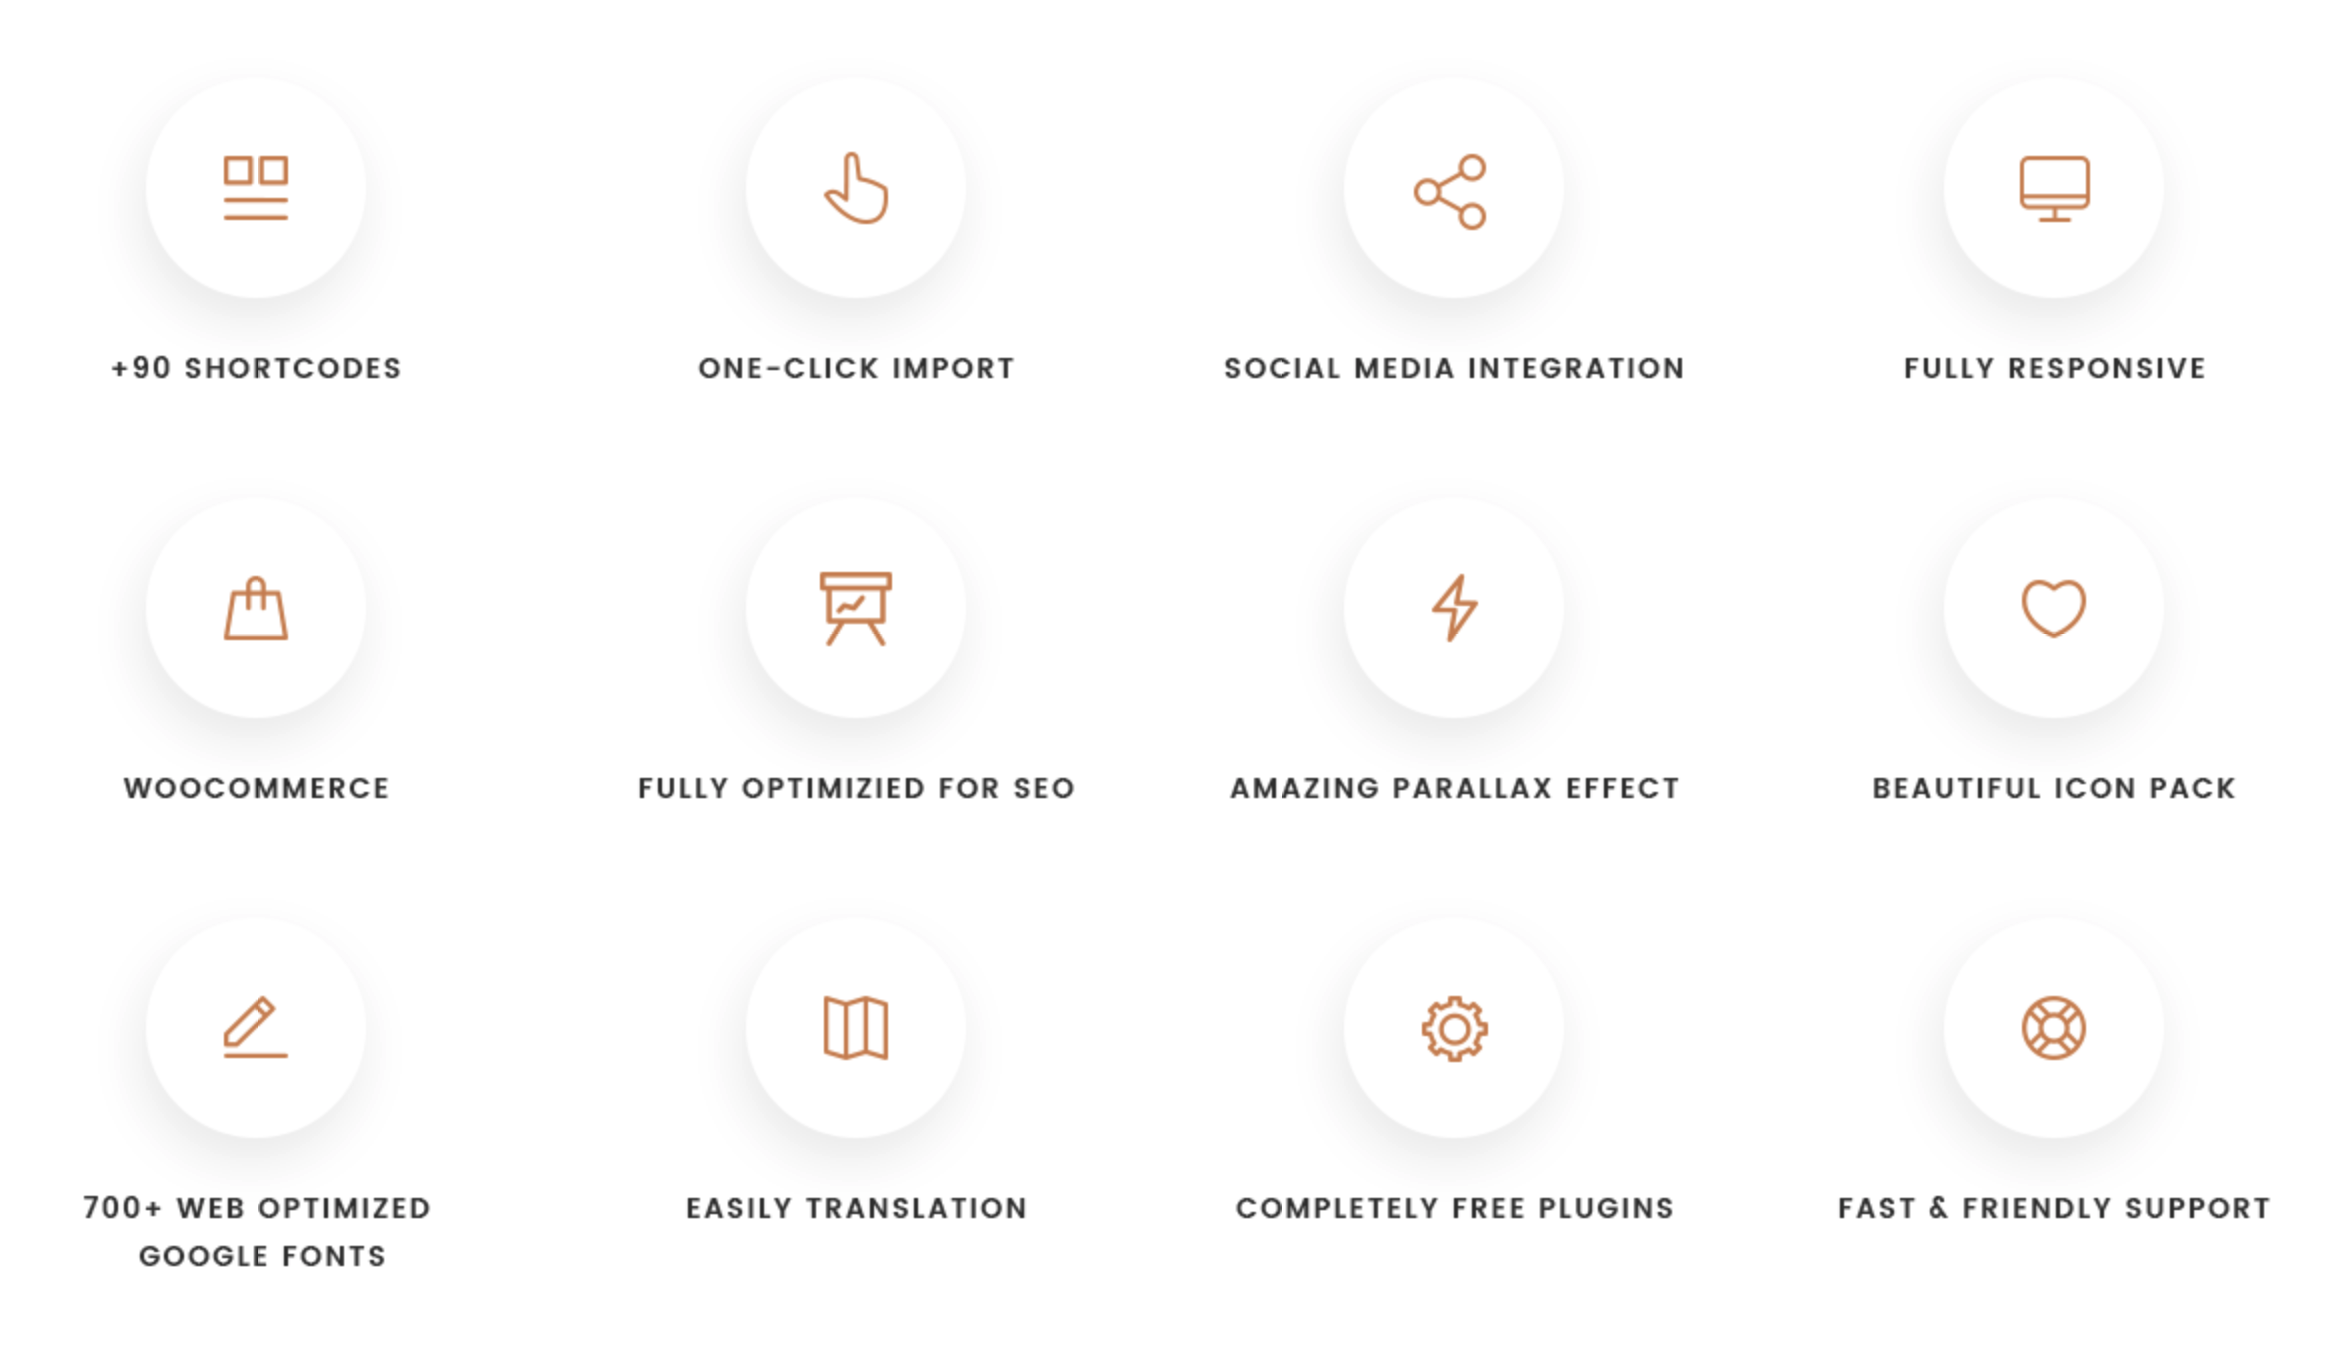 +90 SHORTCODES
ONE-CLICK IMPORT
SOCIAL MEDIA INTEGRATION
FULLY RESPONSIVE
WOOCOMMERCE
FULLY OPTIMIZIED FOR SEO
AMAZING PARALLAX EFFECT
BEAUTIFUL ICON PACK
700+ WEB OPTIMIZED
GOOGLE FONTS
EASILY TRANSLATION
COMPLETELY FREE PLUGINS
FAST & FRIENDLY SUPPORT